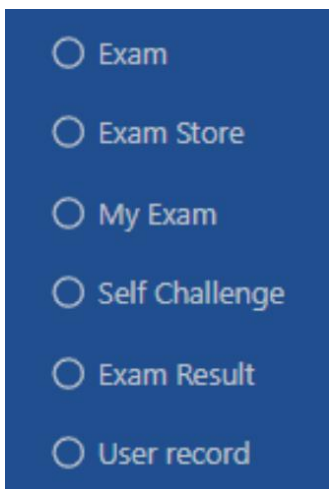 Exam
Exam Store
My Exam
Self Challenge
Exam Result
User record